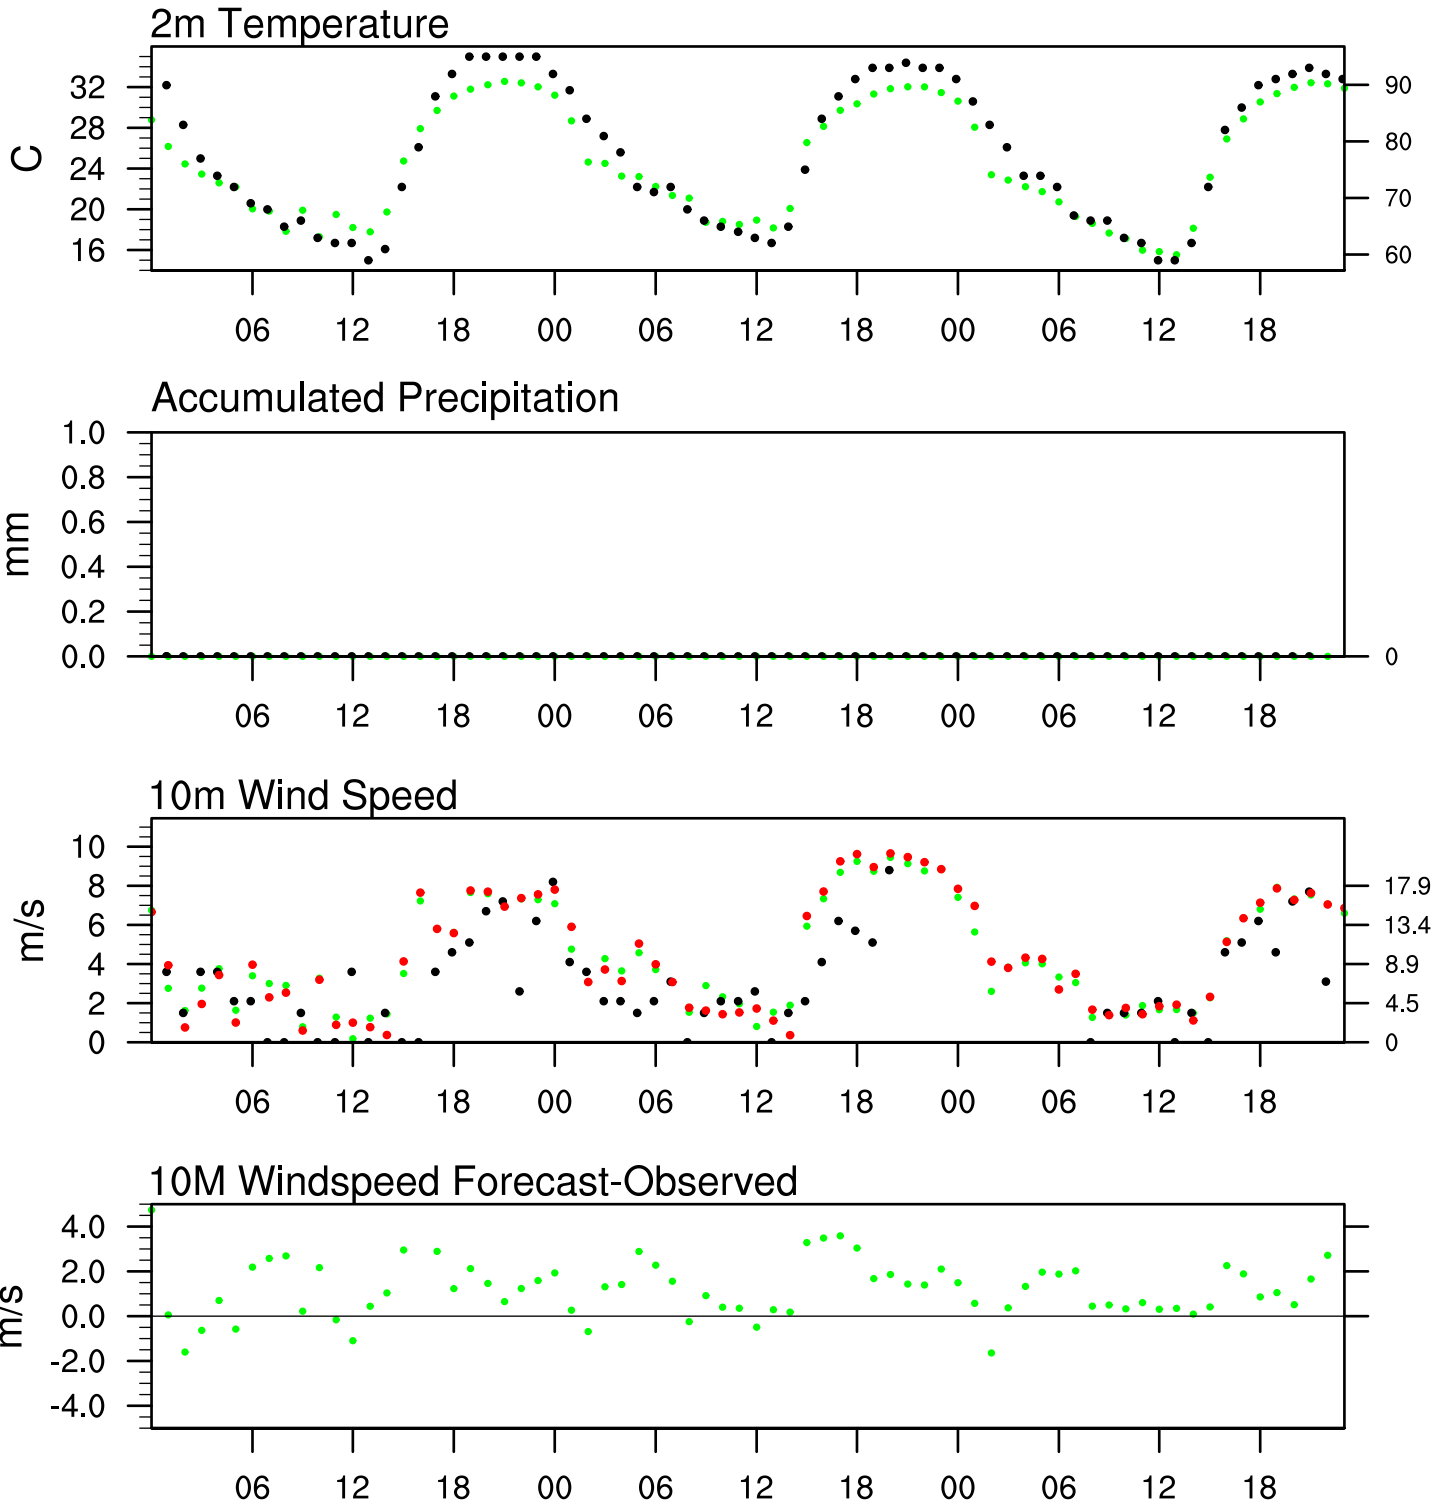 2m Temperature
32
28
24
20
16
C
90
80
70
60
06 12 18 00 06 12 18 00 06 12 18
Accumulated Precipitation
1.0
0.8
0.6
0.4
0.2
0.0
mm
0
06 12 18 00 06 12 18 00 06 12 18
10m Wind Speed
10
8
6
4
2
0
m/s
17.9
13.4
8.9
4.5
0
06 12 18 00 06 12 18 00 06 12 18
10M Windspeed Forecast-Observed
4.0
2.0
0.0
-2.0
-4.0
m/s
06 12 18 00 06 12 18 00 06 12 18